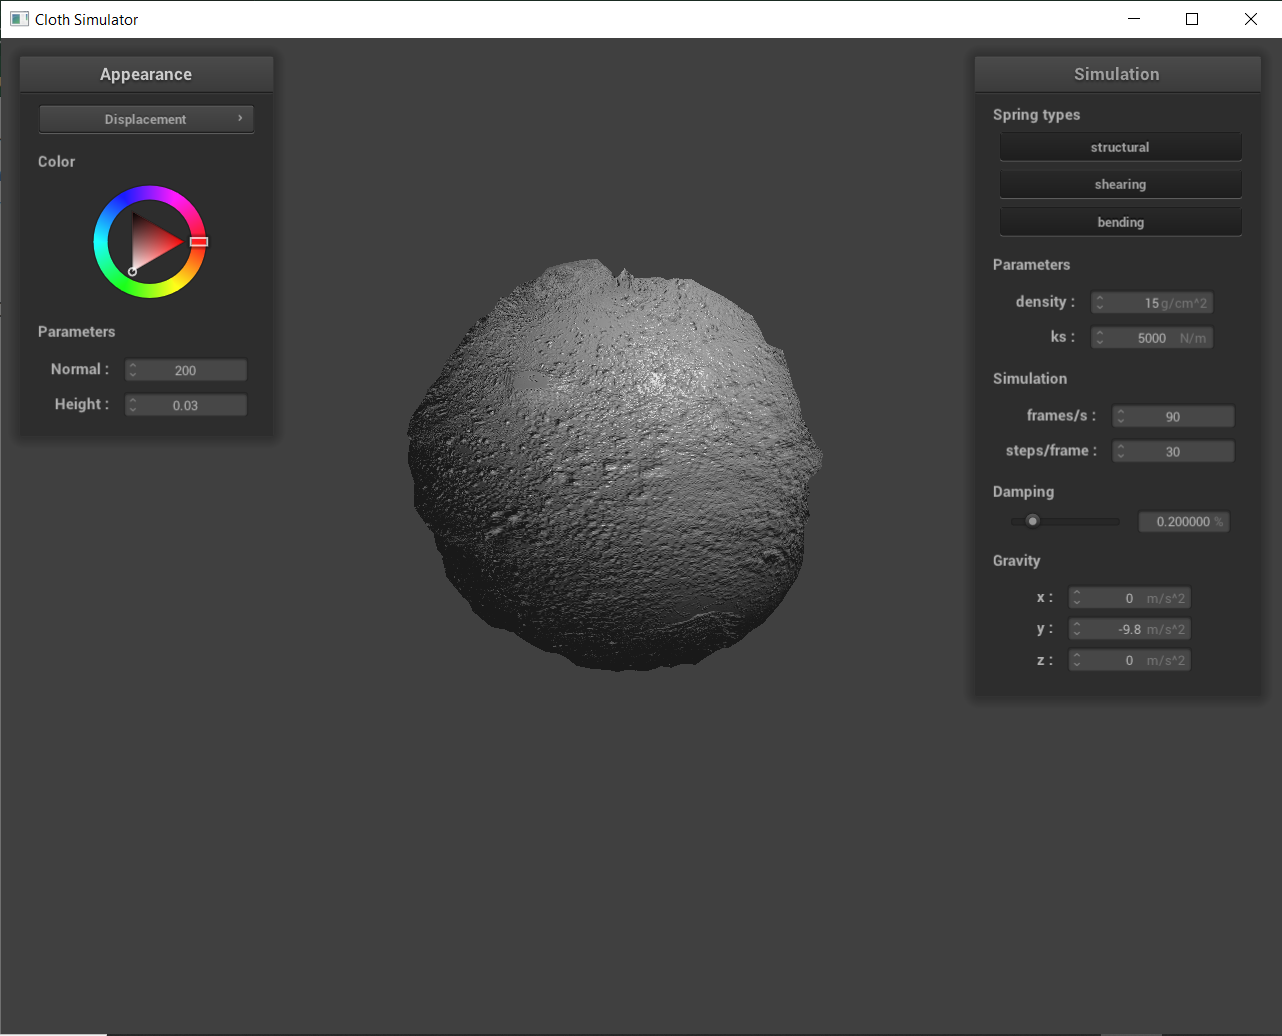 Cloth Simulator
Appearance
Displacement
Color
Parameters
Normal : 200
Height : 0.03
Simulation
Spring types
structural
shearing
bending
Parameters
density : 15 g/cm^2
ks : 5000 N/m
Simulation
frames/s : 90
steps/frame : 30
Damping
0.200000 %
Gravity
x : 0 m/s^2
y : -9.8 m/s^2
z : 0 m/s^2